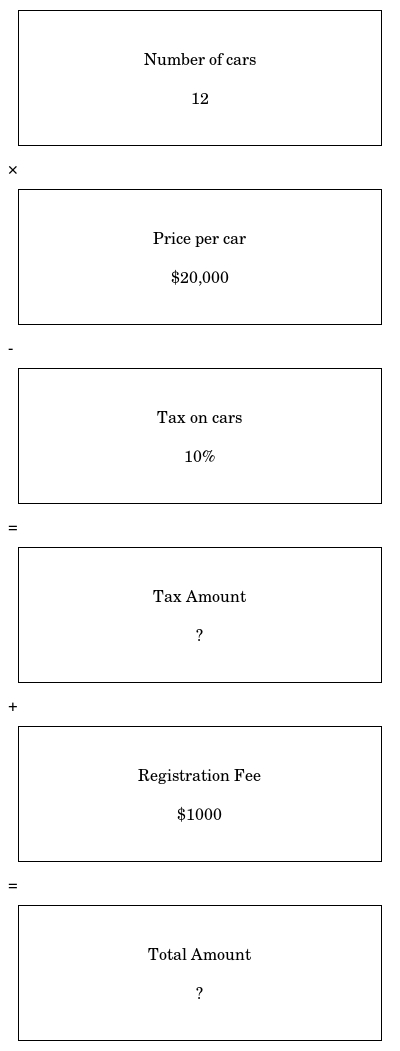 Number of cars
12
×
Price per car
$20,000
-
Tax on cars
10%
=
Tax Amount
?
+
Registration Fee
$1000
=
Total Amount
?